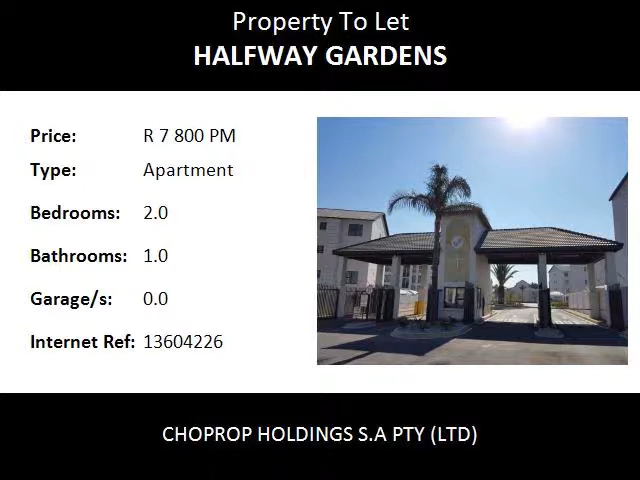 Property To Let
HALFWAY GARDENS
Price: R 7 800 PM
Type: Apartment
Bedrooms: 2.0
Bathrooms: 1.0
Garage/s: 0.0
Internet Ref: 13604226
CHOPROP HOLDINGS S.A PTY (LTD)